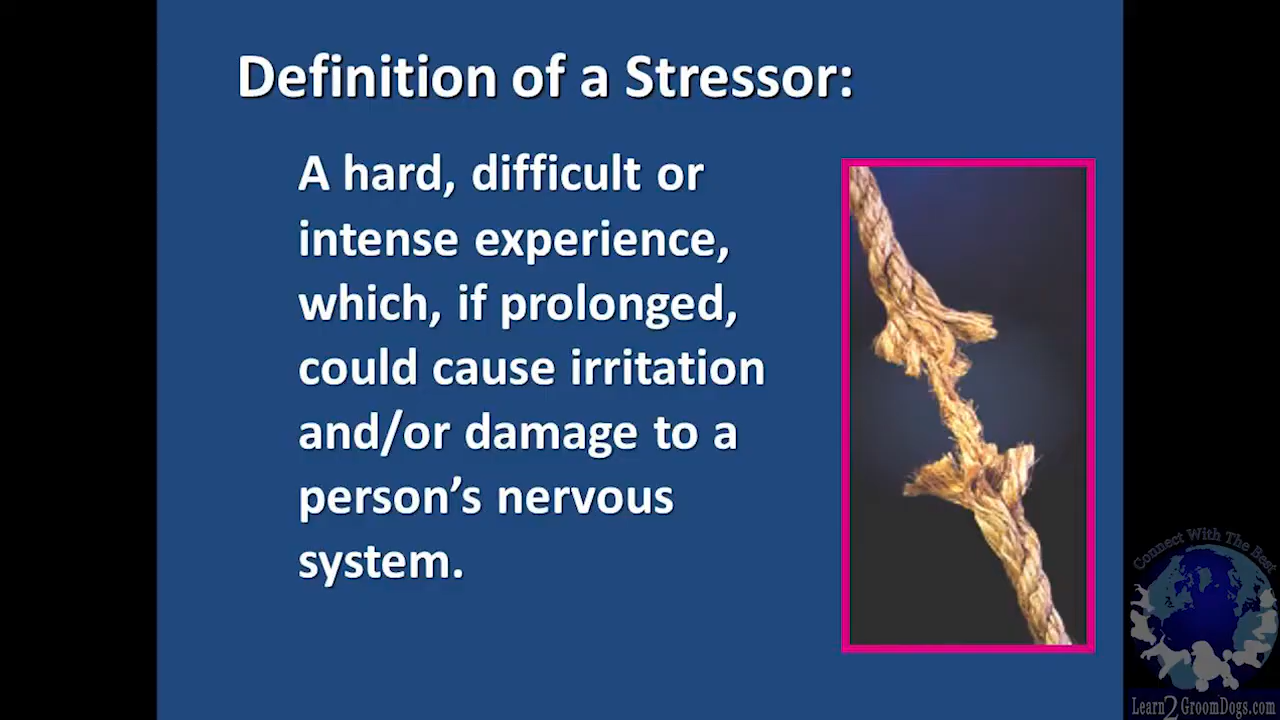 Definition of a Stressor:
A hard, difficult or
intense experience,
which, if prolonged,
could cause irritation
and/or damage to a
person’s nervous
system.
Connect With The Best
Learn2GroomDogs.com